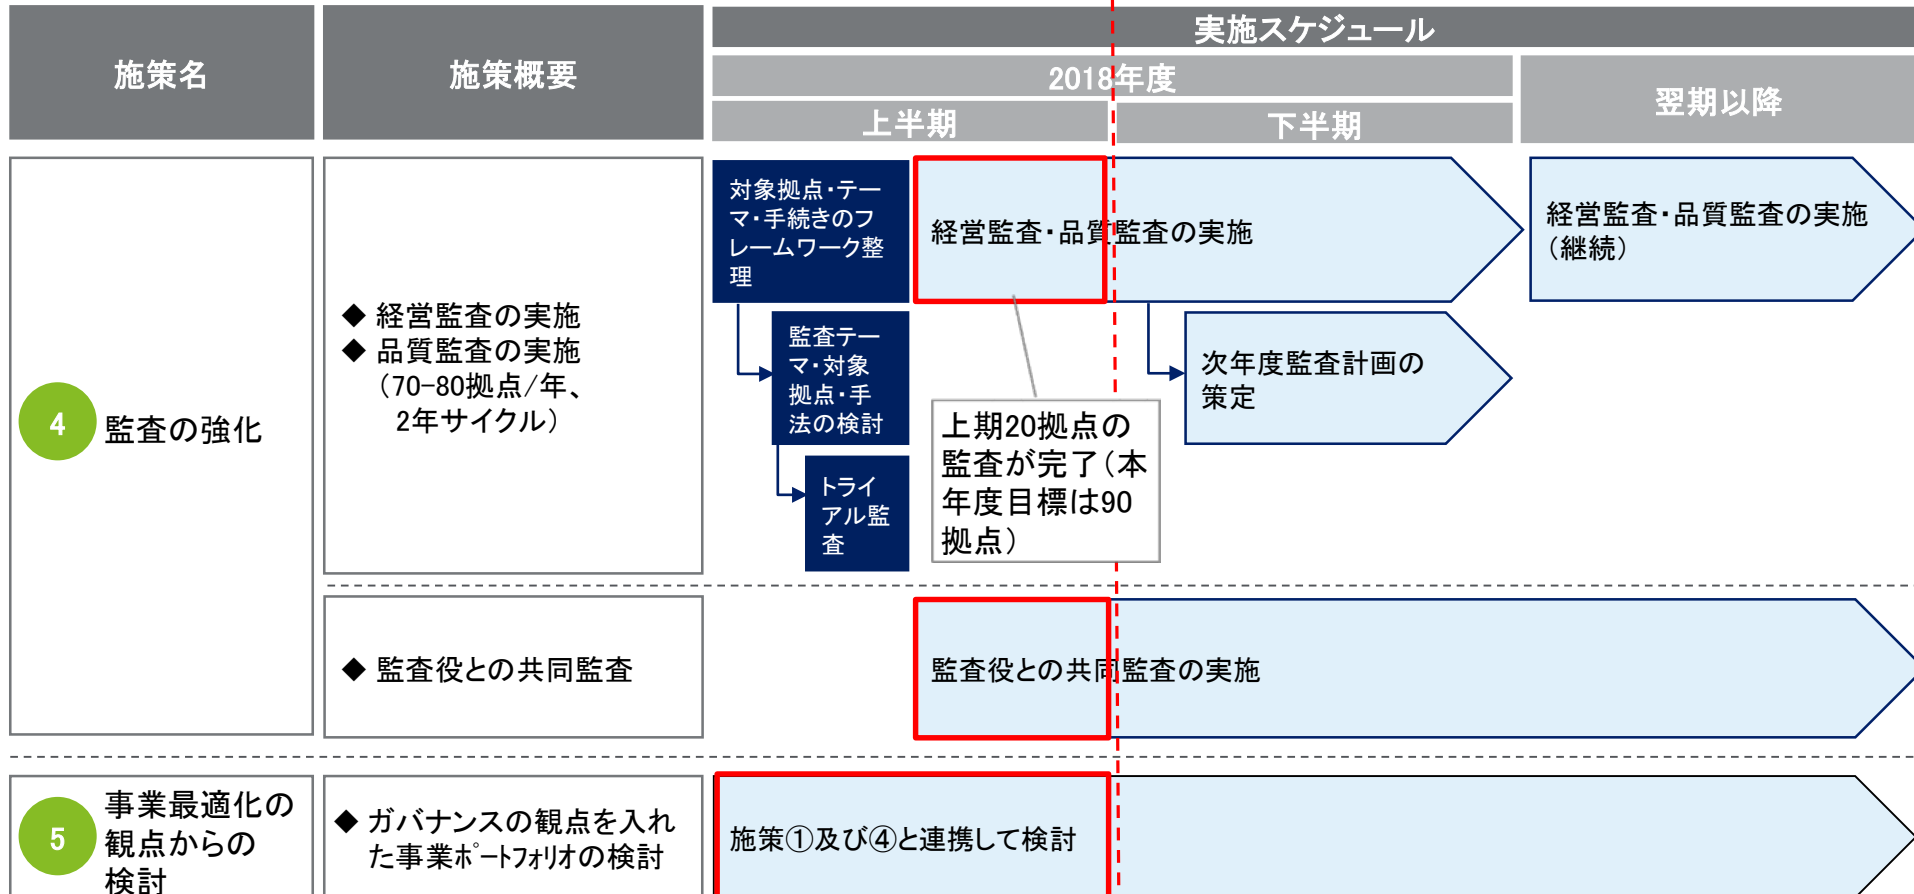 施策名
施策概要
実施スケジュール
2018年度
上半期
下半期
翌期以降
4
監査の強化
◆ 経営監査の実施
◆ 品質監査の実施
（70-80拠点/年、
2年サイクル）
対象拠点・テー
マ・手続きのフ
レームワーク整
理
監査テー
マ・対象
拠点・手
法の検討
トライ
アル監
査
経営監査・品質監査の実施
上期20拠点の
監査が完了（本
年度目標は90
拠点）
次年度監査計画の
策定
経営監査・品質監査の実施
（継続）
◆ 監査役との共同監査
監査役との共同監査の実施
5
事業最適化の
観点からの
検討
◆ ガバナンスの観点を入れ
た事業ﾎﾟｰﾄﾌｫﾘｵの検討
施策①及び④と連携して検討